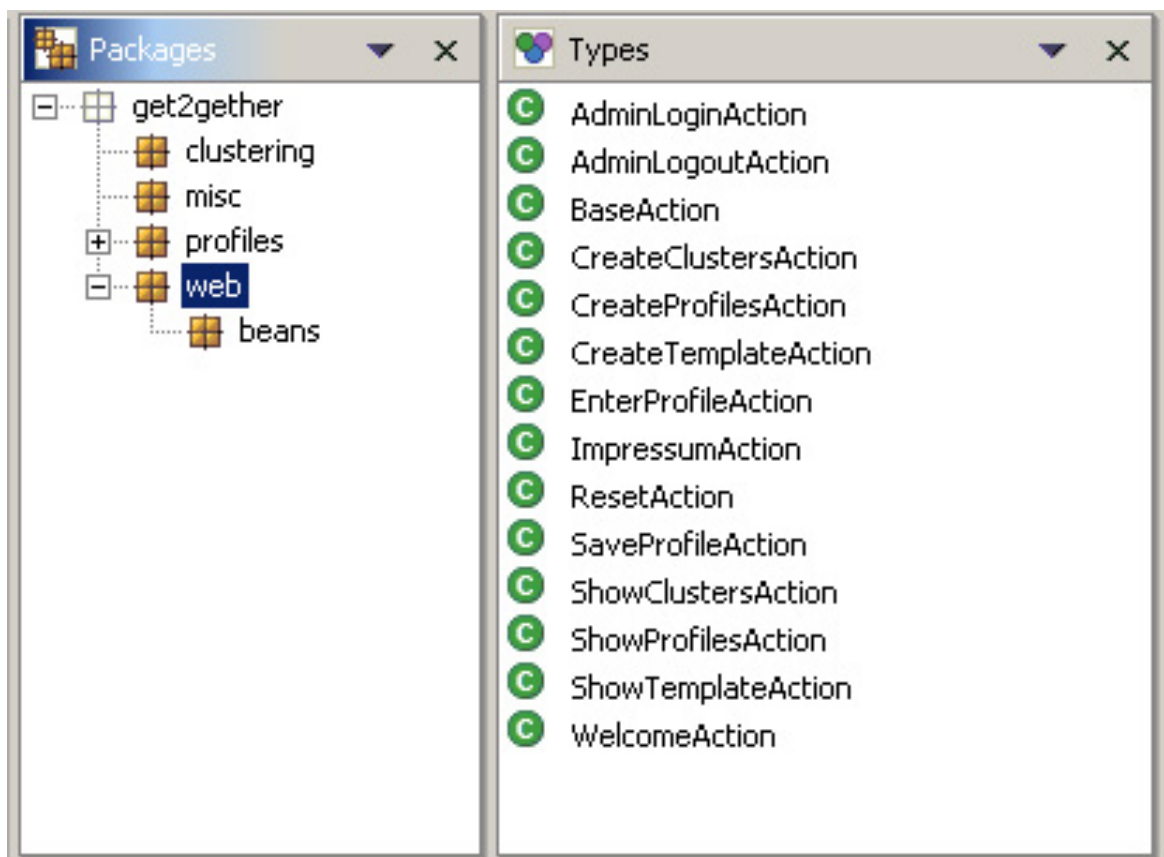 Packages
get2gether
clustering
misc
profiles
web
beans
Types
C AdminLoginAction
C AdminLogoutAction
C BaseAction
C CreateClustersAction
C CreateProfilesAction
C CreateTemplateAction
C EnterProfileAction
C ImpressumAction
C ResetAction
C SaveProfileAction
C ShowClustersAction
C ShowProfilesAction
C ShowTemplateAction
C WelcomeAction